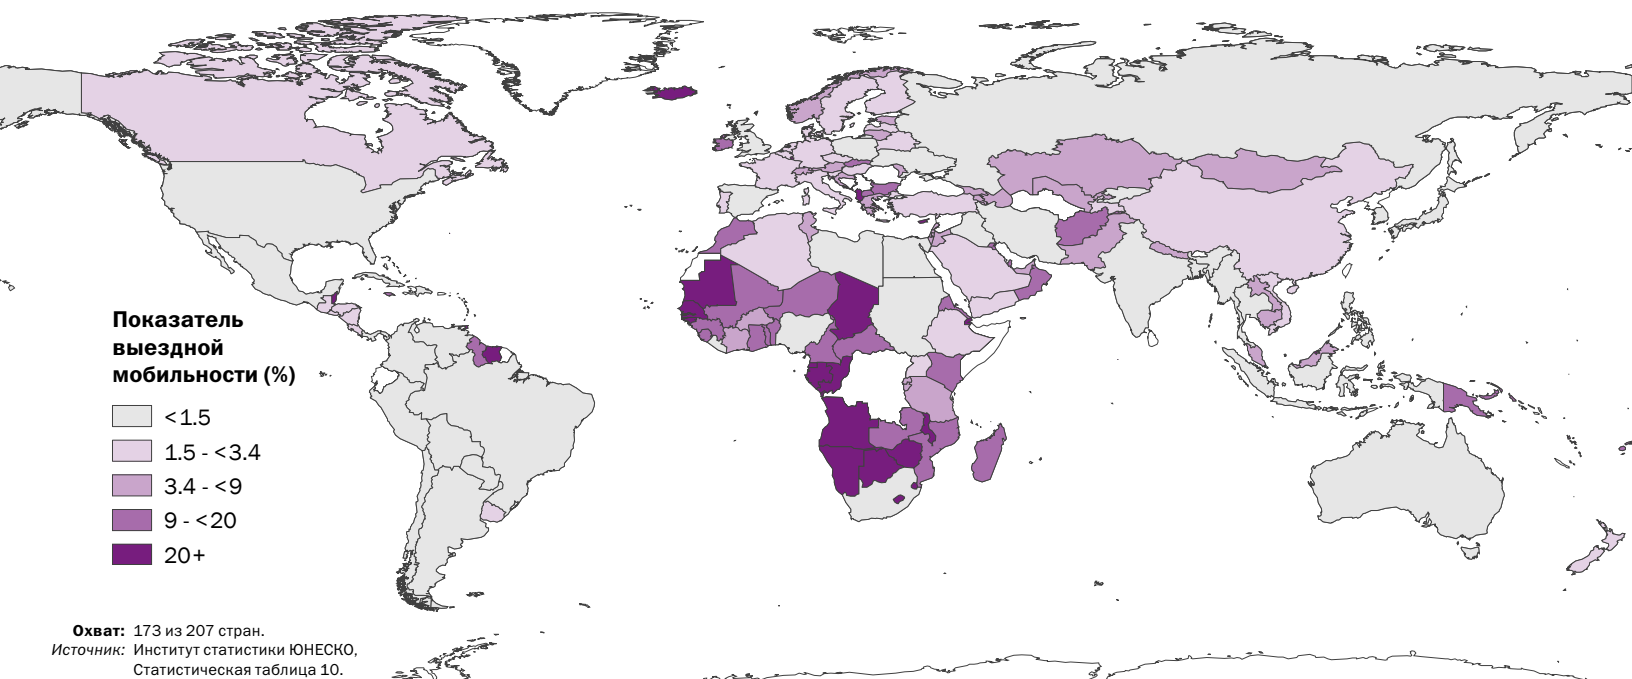 Показатель
выездной
мобильности (%)
<1.5
1.5 - <3.4
3.4 - <9
9 - <20
20+
Охват: 173 из 207 стран.
Источник: Институт статистики ЮНЕСКО,
Статистическая таблица 10.